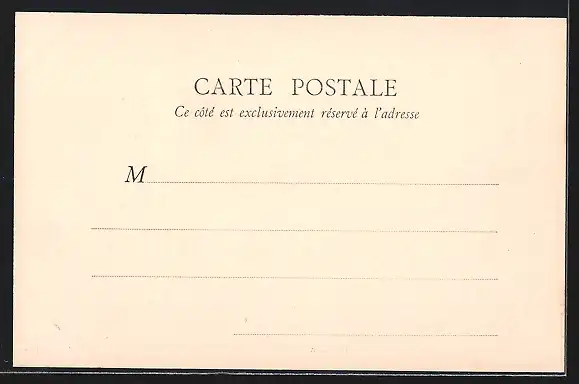 CARTE POSTALE
Ce côté est exclusivement réservé à l'adresse
M